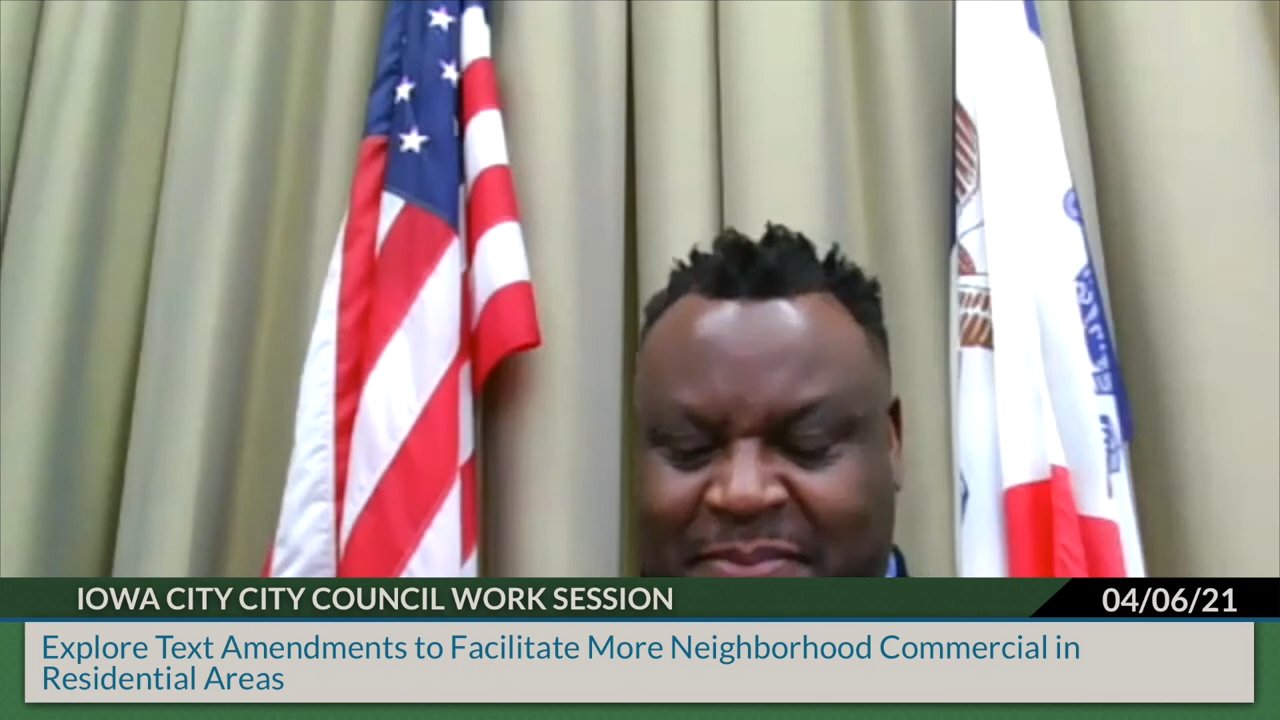 IOWA CITY CITY COUNCIL WORK SESSION
04/06/21
Explore Text Amendments to Facilitate More Neighborhood Commercial in
Residential Areas